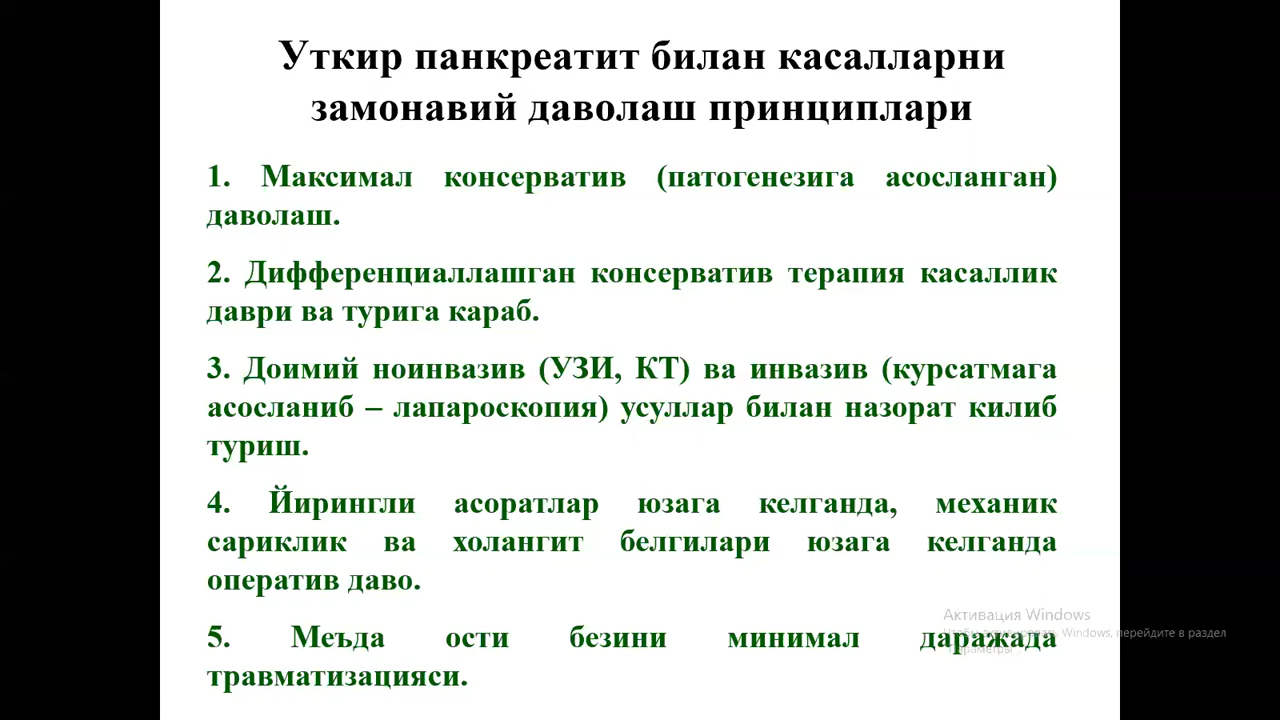 Уткир панкреатит билан касалларни
замонавий даволаш принциплари
1. Максимал консерватив (патогенезига асосланган)
даволаш.
2. Дифференциаллашган консерватив терапия касаллик
даври ва турига караб.
3. Доимий ноинвазив (УЗИ, КТ) ва инвазив (курсатмага
асосланиб – лапароскопия) усуллар билан назорат килиб
туриш.
4. Йирингли асоратлар юзага келганда, механик
сариклик ва холангит белгилари юзага келганда
оператив даво.
5. Меъда ости безини минимал даражада
травматизацияси.
Активация Windows
Чтобы активировать Windows, перейдите в раздел
"Параметры".